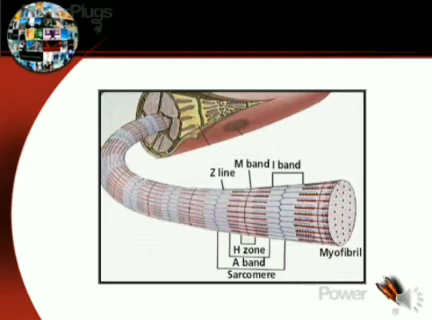 Plugs
Z line
M band
I band
H zone
A band
Sarcomere
Myofibril
Power